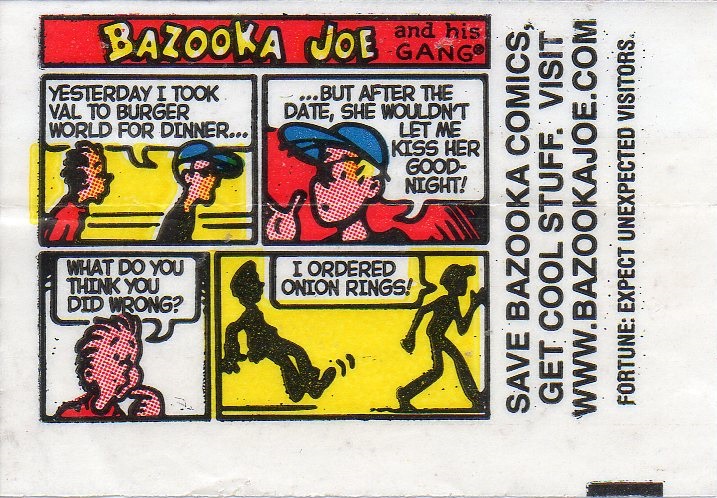 BAZOOKA JOE
and his
GANG®
YESTERDAY I TOOK
VAL TO BURGER
WORLD FOR DINNER...
...BUT AFTER THE
DATE, SHE WOULDN'T
LET ME
KISS HER
GOOD-
NIGHT!
WHAT DO YOU
THINK YOU
DID WRONG?
I ORDERED
ONION RINGS!
SAVE BAZOOKA COMICS,
GET COOL STUFF. VISIT
WWW.BAZOOKAJOE.COM
FORTUNE: EXPECT UNEXPECTED VISITORS.